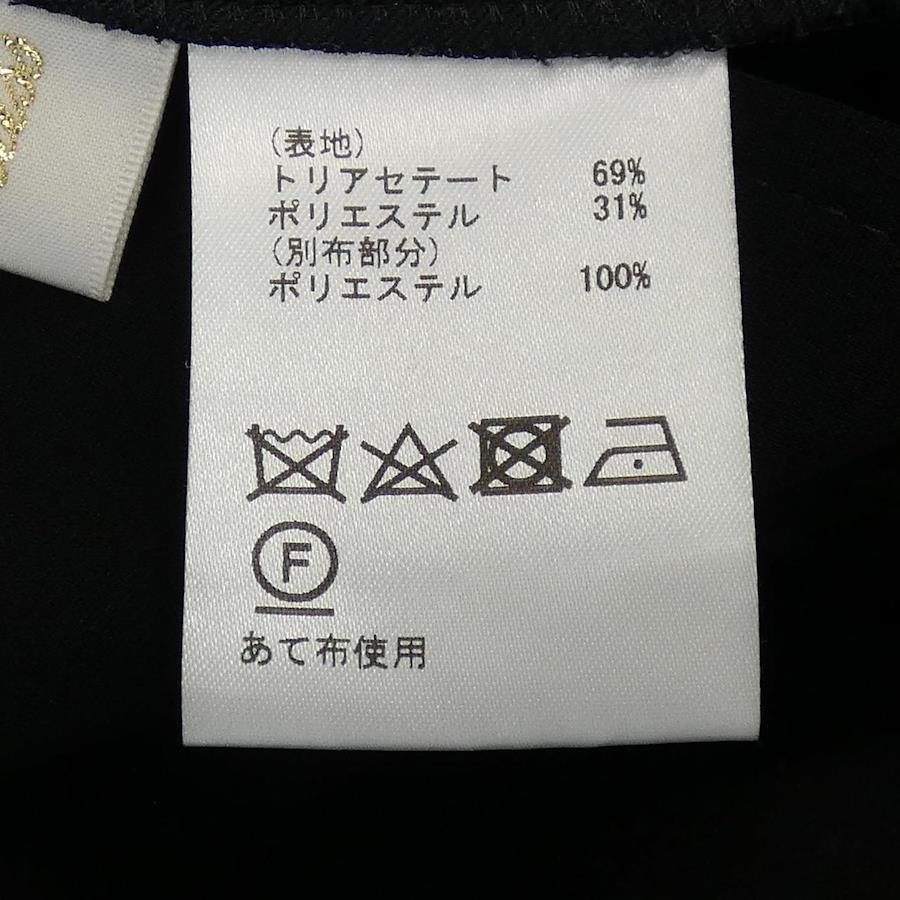 (表地)
トリアセテート 69%
ポリエステル 31%
(別布部分)
ポリエステル 100%
F
あて布使用